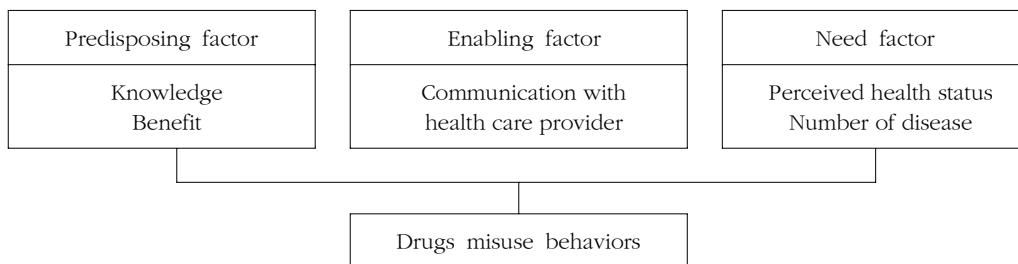 Predisposing factor
Knowledge
Benefit
Enabling factor
Communication with
health care provider
Need factor
Perceived health status
Number of disease
Drugs misuse behaviors